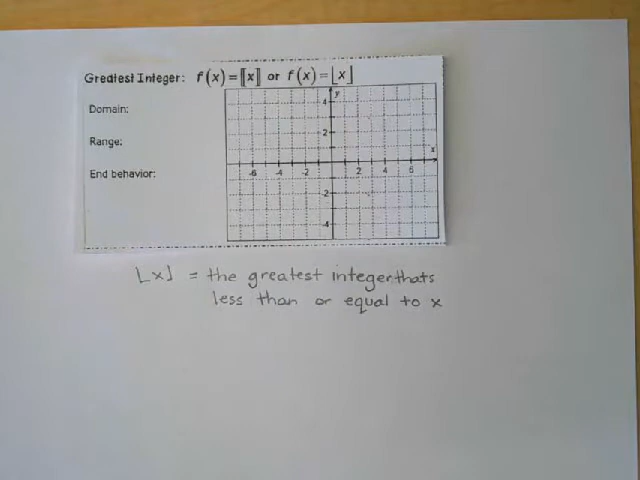 Greatest Integer: f(x) = ⟦x⟧ or f(x) = ⌊x⌋
Domain:
Range:
End behavior:
y
4
2
x
-6 -4 -2 2 4 6
-2
-4
⌊x⌋ = the greatest integer thats
less than or equal to x